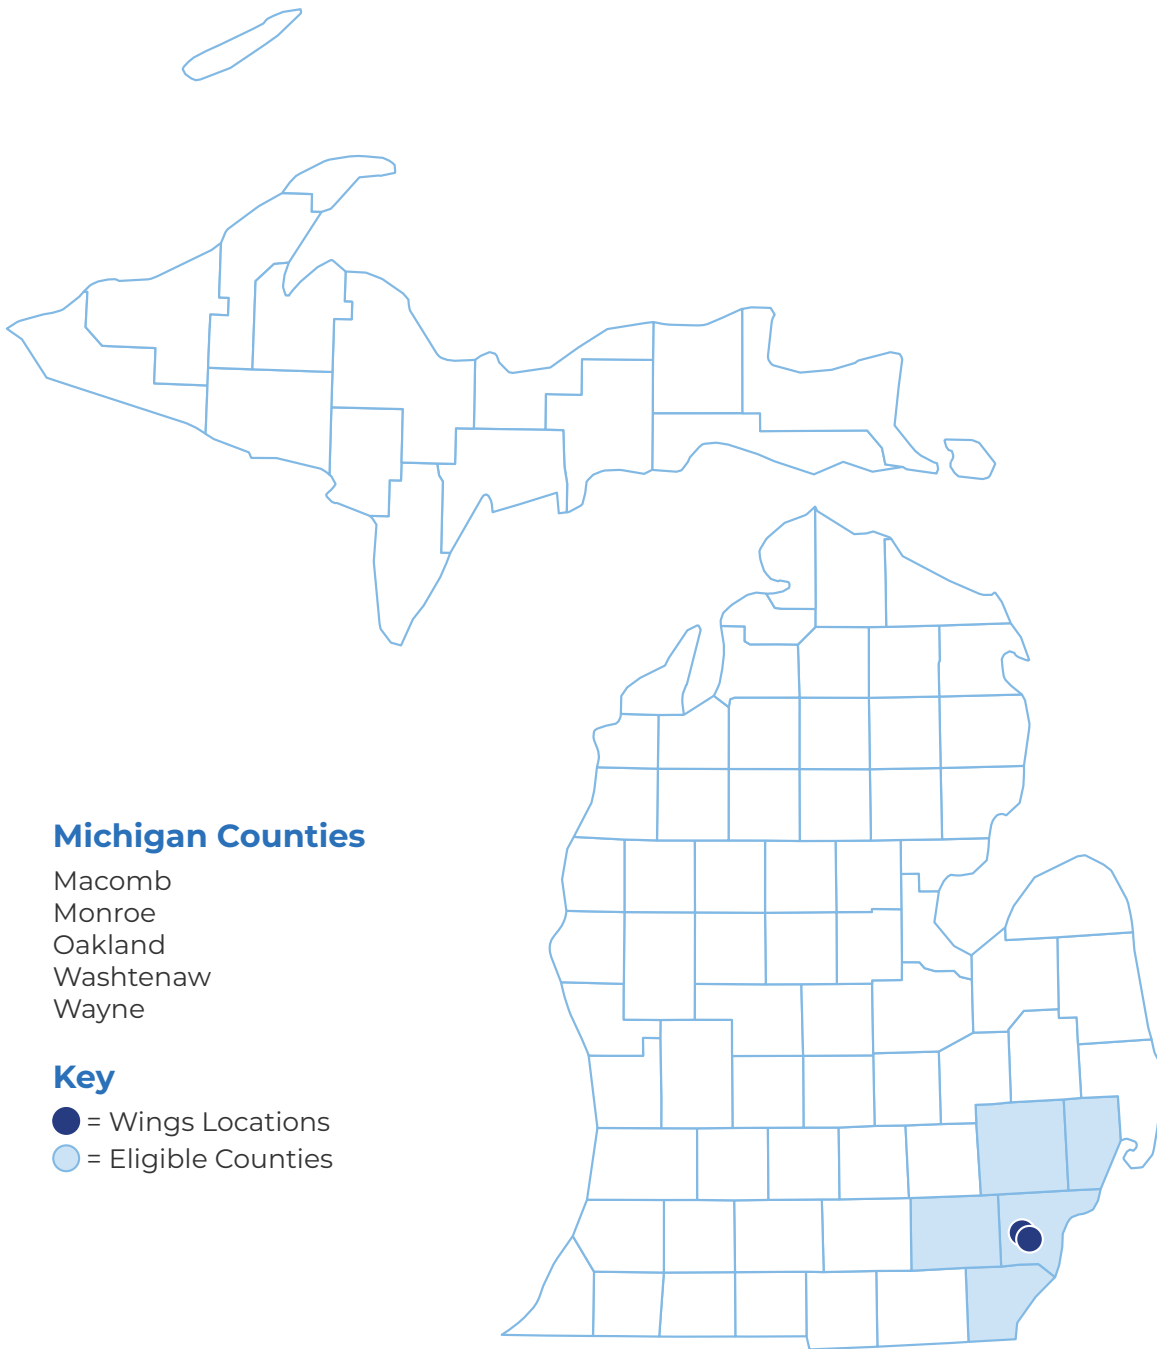 Michigan Counties
Macomb
Monroe
Oakland
Washtenaw
Wayne
Key
= Wings Locations
= Eligible Counties